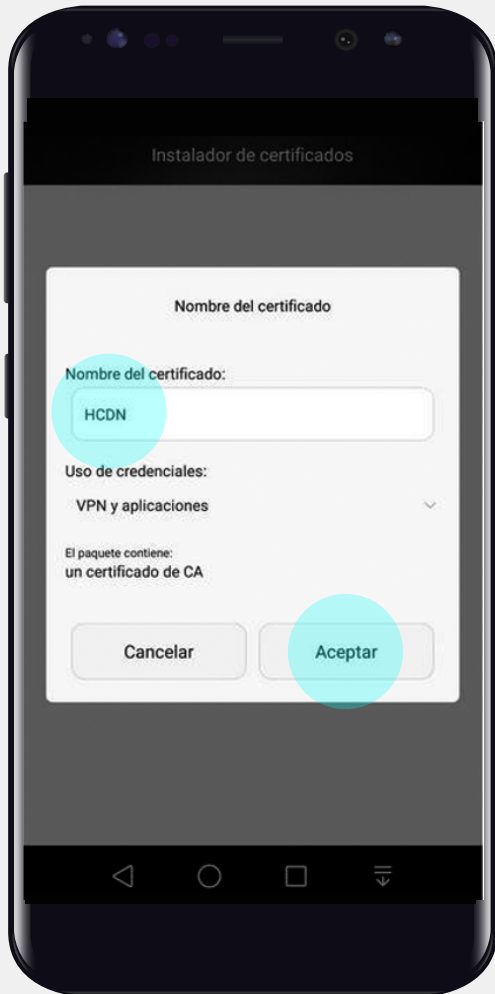 Instalador de certificados
Nombre del certificado
Nombre del certificado:
HCDN
Uso de credenciales:
VPN y aplicaciones
El paquete contiene:
un certificado de CA
Cancelar
Aceptar